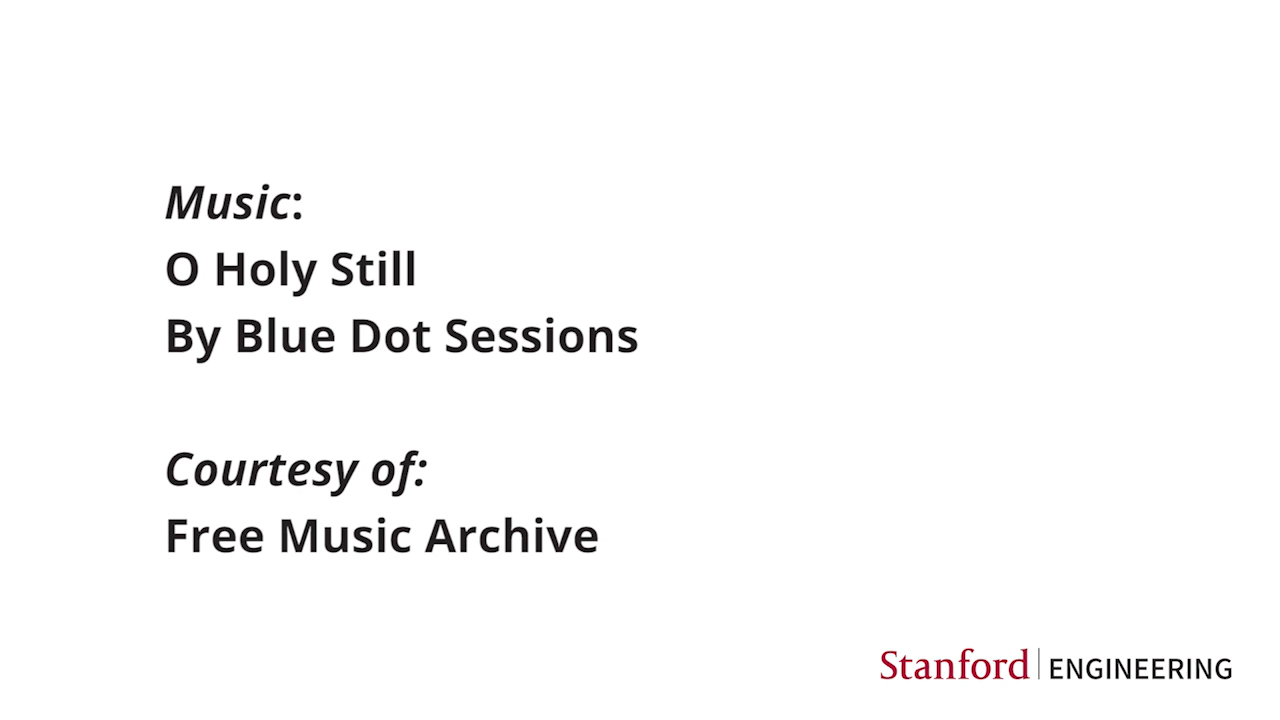 Music:
O Holy Still
By Blue Dot Sessions
Courtesy of:
Free Music Archive
Stanford ENGINEERING